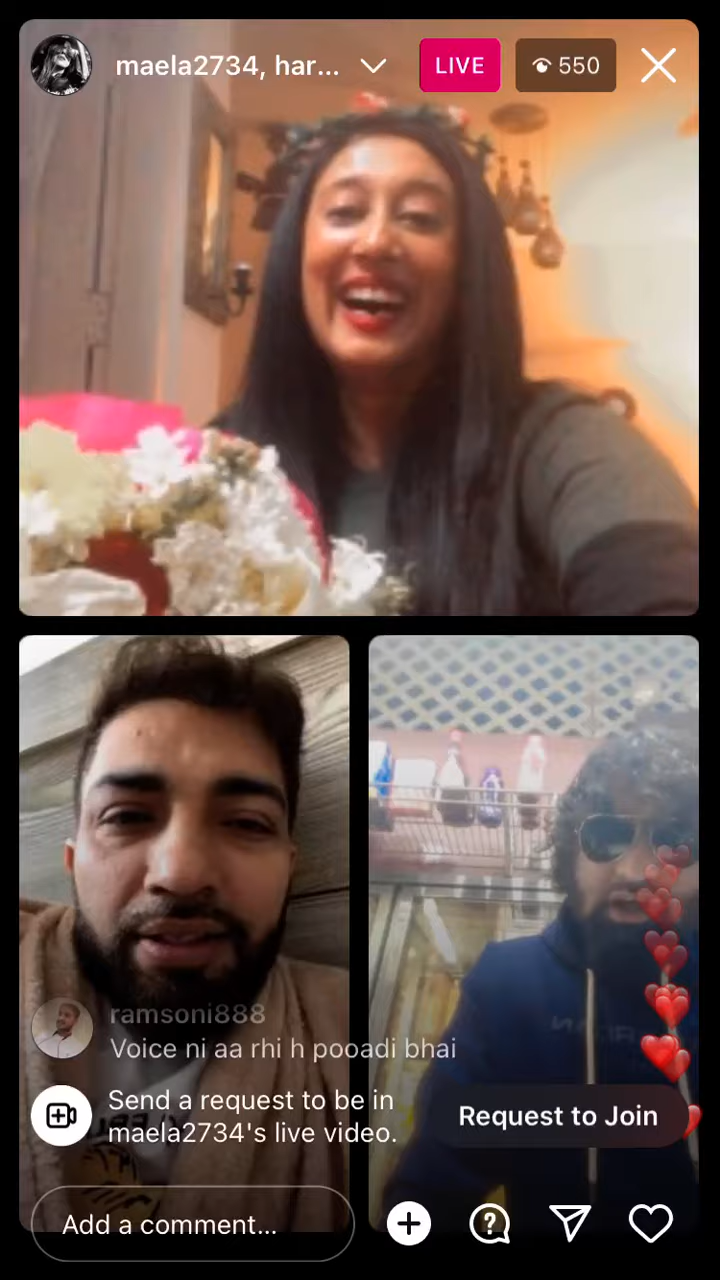 maela2734, har...
LIVE
550
ramsoni888
Voice ni aa rhi h pooadi bhai
Send a request to be in
maela2734's live video.
Request to Join
Add a comment...